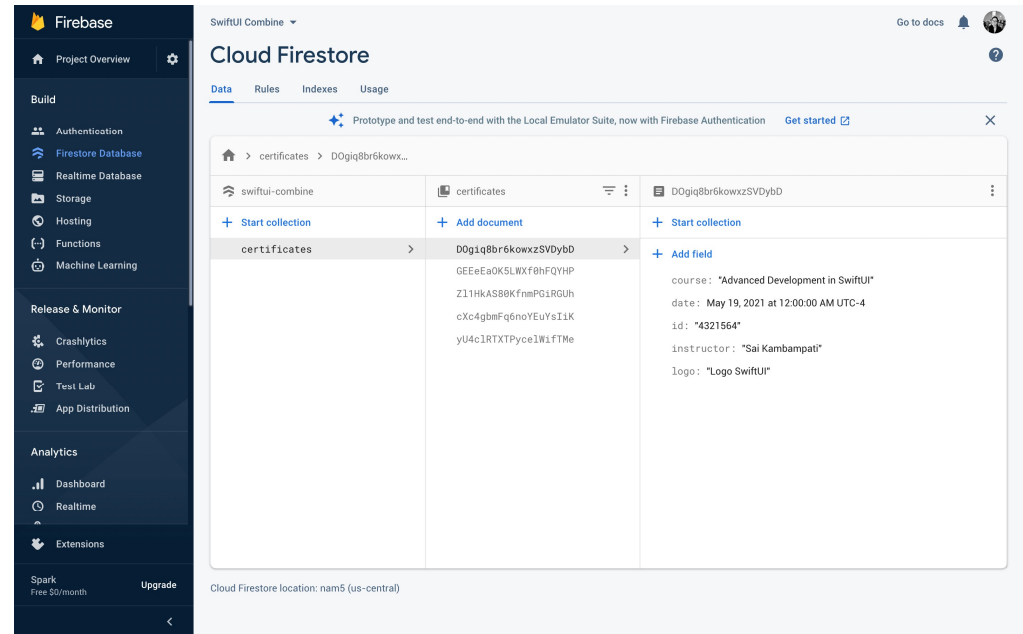 Firebase
Project Overview
Build
Authentication
Firestore Database
Realtime Database
Storage
Hosting
Functions
Machine Learning
Release & Monitor
Crashlytics
Performance
Test Lab
App Distribution
Analytics
Dashboard
Realtime
Extensions
Spark
Free $0/month
Upgrade
SwiftUI Combine
Go to docs
Cloud Firestore
Data Rules Indexes Usage
Prototype and test end-to-end with the Local Emulator Suite, now with Firebase Authentication Get started
certificates > DOgiq8br6kowx...
swiftui-combine
Start collection
certificates
certificates
Add document
DOgiq8br6kowxzSVDybD
GEEeEaOK5LWXf0hFQYHP
Zl1HkAS80KfnmPGiRGUh
cXc4gbmFq6noYEuYsIiK
yU4clRTXTPycelWifTMe
DOgiq8br6kowxzSVDybD
Start collection
Add field
course: "Advanced Development in SwiftUI"
date: May 19, 2021 at 12:00:00 AM UTC-4
id: "4321564"
instructor: "Sai Kambampati"
logo: "Logo SwiftUI"
Cloud Firestore location: nam5 (us-central)